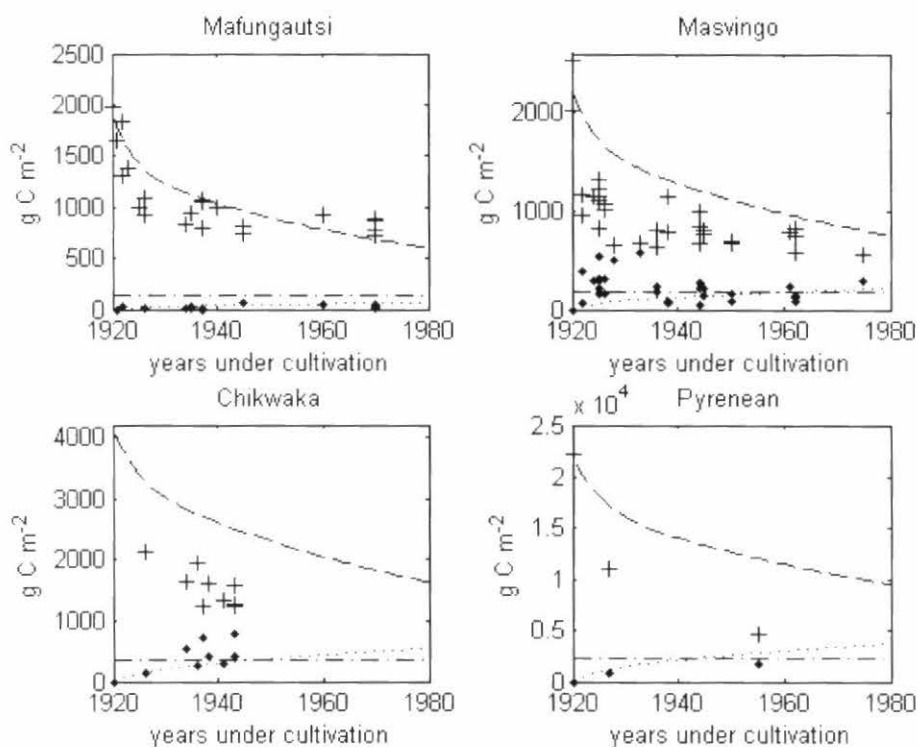 Mafungautsi
2500
2000
1500
1000
500
0
g C m-2
1920 1940 1960 1980
years under cultivation
Masvingo
2000
1000
0
g C m-2
1920 1940 1960 1980
years under cultivation
Chikwaka
4000
3000
2000
1000
0
g C m-2
1920 1940 1960 1980
years under cultivation
Pyrenean
x 10^4
2.5
2
1.5
1
0.5
0
g C m-2
1920 1940 1960 1980
years under cultivation